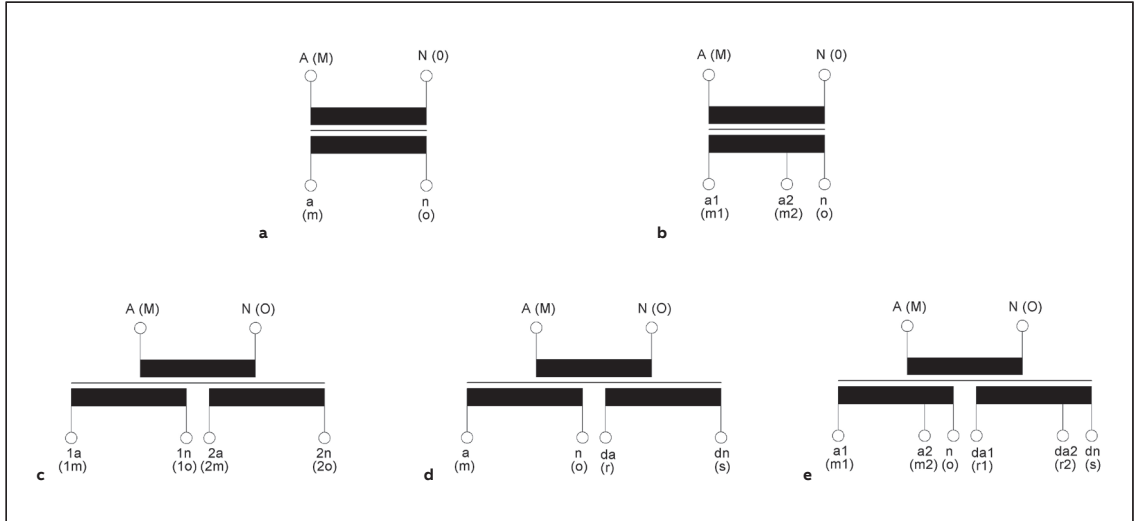 A (M) N (0)
a n
(m) (o)
a
A (M) N (0)
a1 a2 n
(m1) (m2) (o)
b
A (M) N (O)
1a 1n 2a 2n
(1m) (1o) (2m) (2o)
c
A (M) N (O)
a n da dn
(m) (o) (r) (s)
d
A (M) N (O)
a1 a2 n da1 da2 dn
(m1) (m2) (o) (r1) (r2) (s)
e